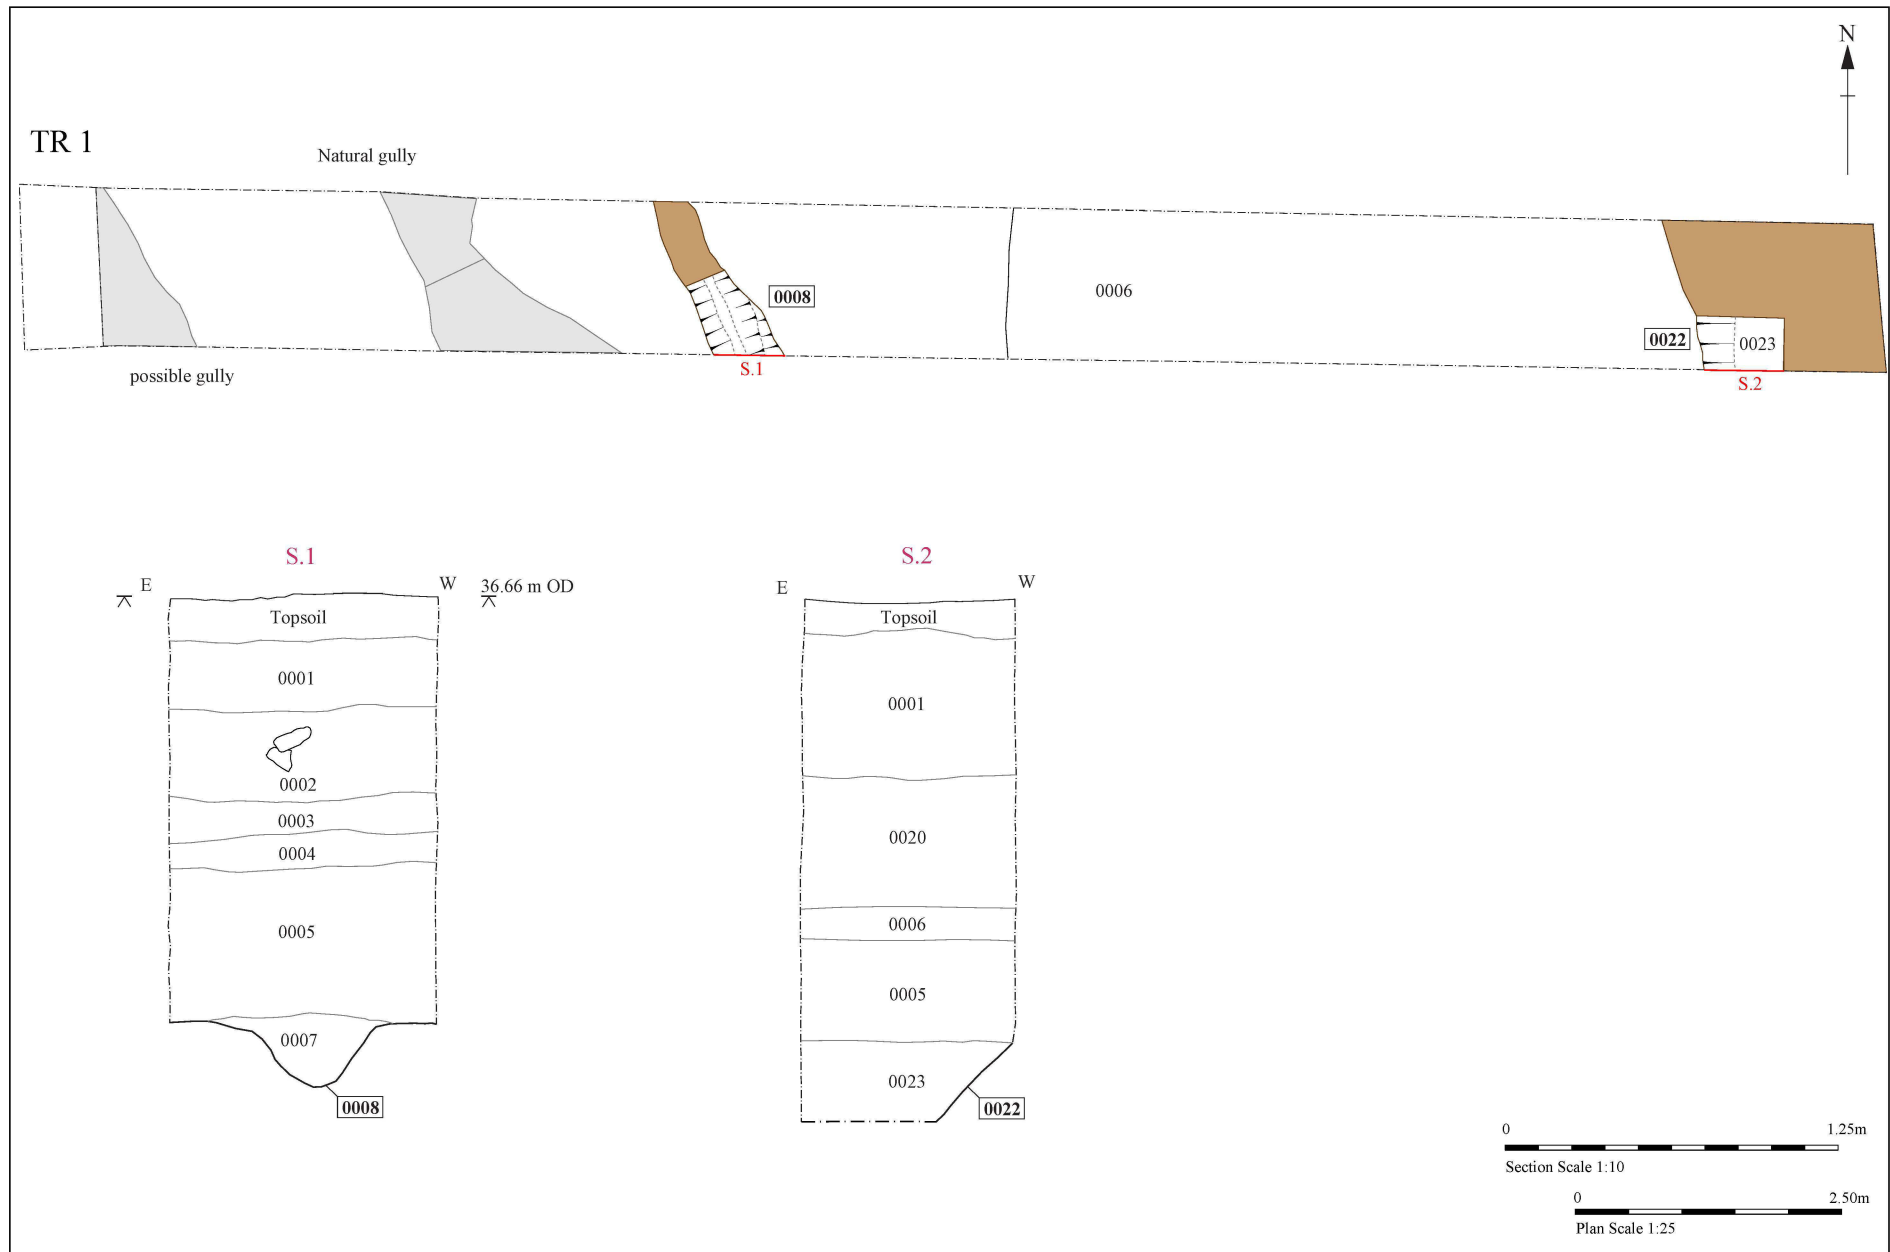 N
TR 1
Natural gully
0008
0006
0022
0023
S.1
S.2
possible gully
S.1
E
W
36.66 m OD
Topsoil
0001
0002
0003
0004
0005
0007
0008
S.2
E
W
Topsoil
0001
0020
0006
0005
0023
0022
0 1.25m
Section Scale 1:10
0 2.50m
Plan Scale 1:25